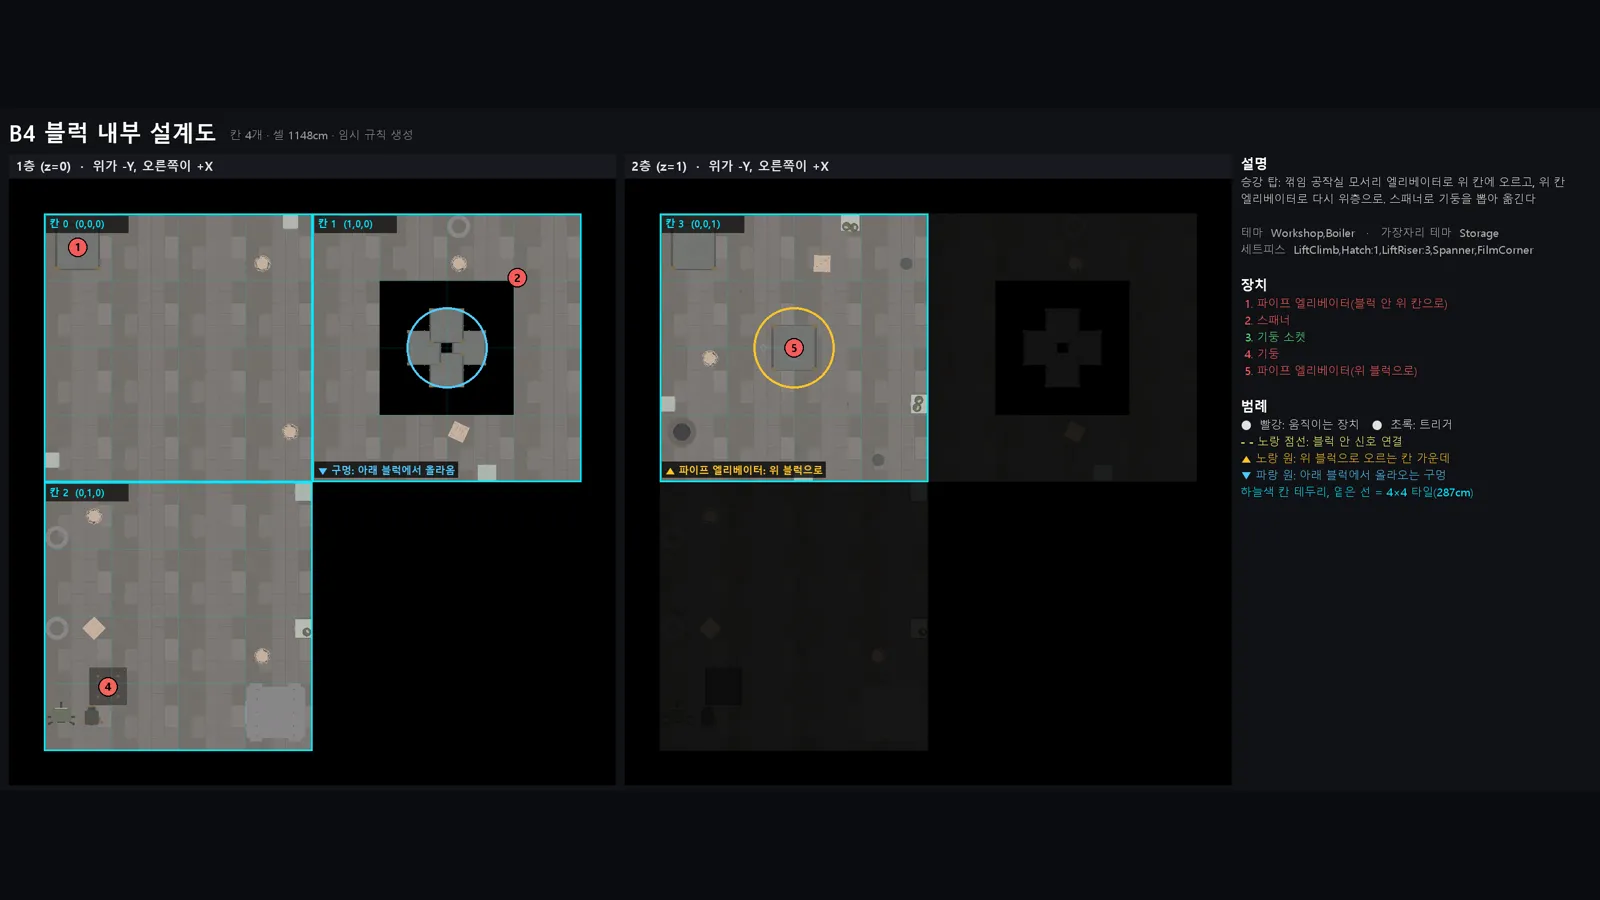 B4 블럭 내부 설계도 칸 4개 · 셀 1148cm · 임시 규칙 생성
1층 (z=0) · 위가 -Y, 오른쪽이 +X
칸 0 (0,0,0)
1
칸 1 (1,0,0)
2
▼ 구멍: 아래 블럭에서 올라옴
칸 2 (0,1,0)
4
2층 (z=1) · 위가 -Y, 오른쪽이 +X
칸 3 (0,0,1)
5
▲ 파이프 엘리베이터: 위 블럭으로
설명
승강 탑: 꺾임 공작실 모서리 엘리베이터로 위 칸에 오르고, 위 칸
엘리베이터로 다시 위층으로. 스패너로 기둥을 뽑아 옮긴다
테마 Workshop,Boiler · 가장자리 테마 Storage
세트피스 LiftClimb,Hatch:1,LiftRiser:3,Spanner,FilmCorner
장치
1. 파이프 엘리베이터(블럭 안 위 칸으로)
2. 스패너
3. 기둥 소켓
4. 기둥
5. 파이프 엘리베이터(위 블럭으로)
범례
● 빨강: 움직이는 장치 ● 초록: 트리거
- - 노랑 점선: 블럭 안 신호 연결
▲ 노랑 원: 위 블럭으로 오르는 칸 가운데
▼ 파랑 원: 아래 블럭에서 올라오는 구멍
하늘색 칸 테두리, 옅은 선 = 4×4 타일(287cm)